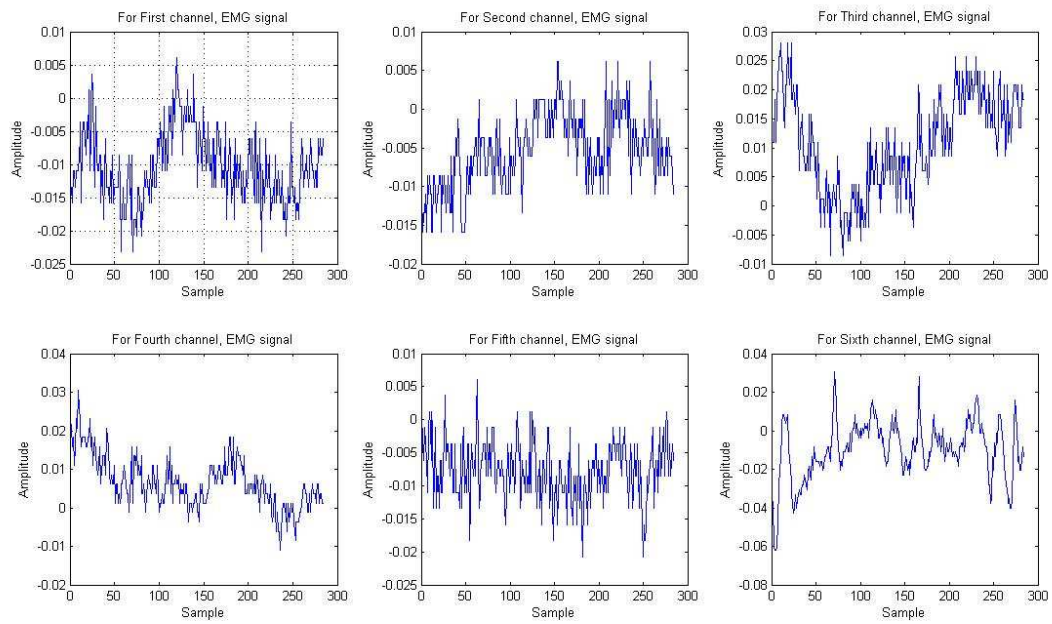 For First channel, EMG signal
0.01
0.005
0
-0.005
-0.01
-0.015
-0.02
-0.025
Amplitude
0 50 100 150 200 250 300
Sample
For Second channel, EMG signal
0.01
0.005
0
-0.005
-0.01
-0.015
-0.02
Amplitude
0 50 100 150 200 250 300
Sample
For Third channel, EMG signal
0.03
0.025
0.02
0.015
0.01
0.005
0
-0.005
-0.01
Amplitude
0 50 100 150 200 250 300
Sample
For Fourth channel, EMG signal
0.04
0.03
0.02
0.01
0
-0.01
-0.02
Amplitude
0 50 100 150 200 250 300
Sample
For Fifth channel, EMG signal
0.01
0.005
0
-0.005
-0.01
-0.015
-0.02
-0.025
Amplitude
0 50 100 150 200 250 300
Sample
For Sixth channel, EMG signal
0.04
0.02
0
-0.02
-0.04
-0.06
-0.08
Amplitude
0 50 100 150 200 250 300
Sample